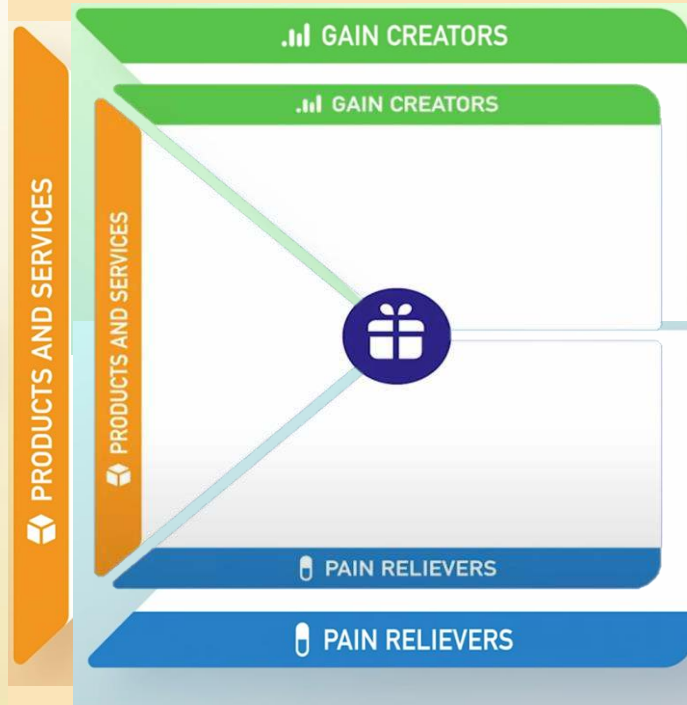 GAIN CREATORS
GAIN CREATORS
PRODUCTS AND SERVICES
PRODUCTS AND SERVICES
PAIN RELIEVERS
PAIN RELIEVERS